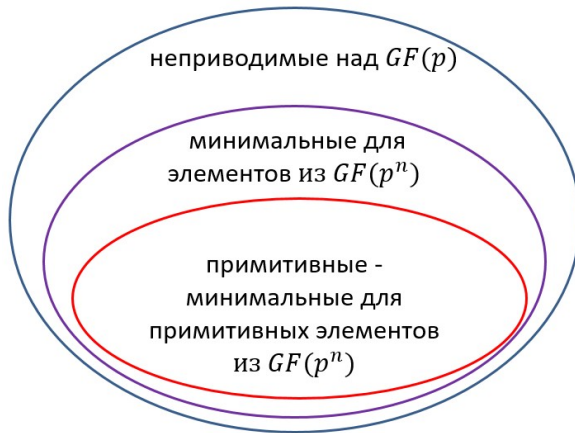 неприводимые над GF(p)
минимальные для
элементов из GF(pⁿ)
примитивные -
минимальные для
примитивных элементов
из GF(pⁿ)